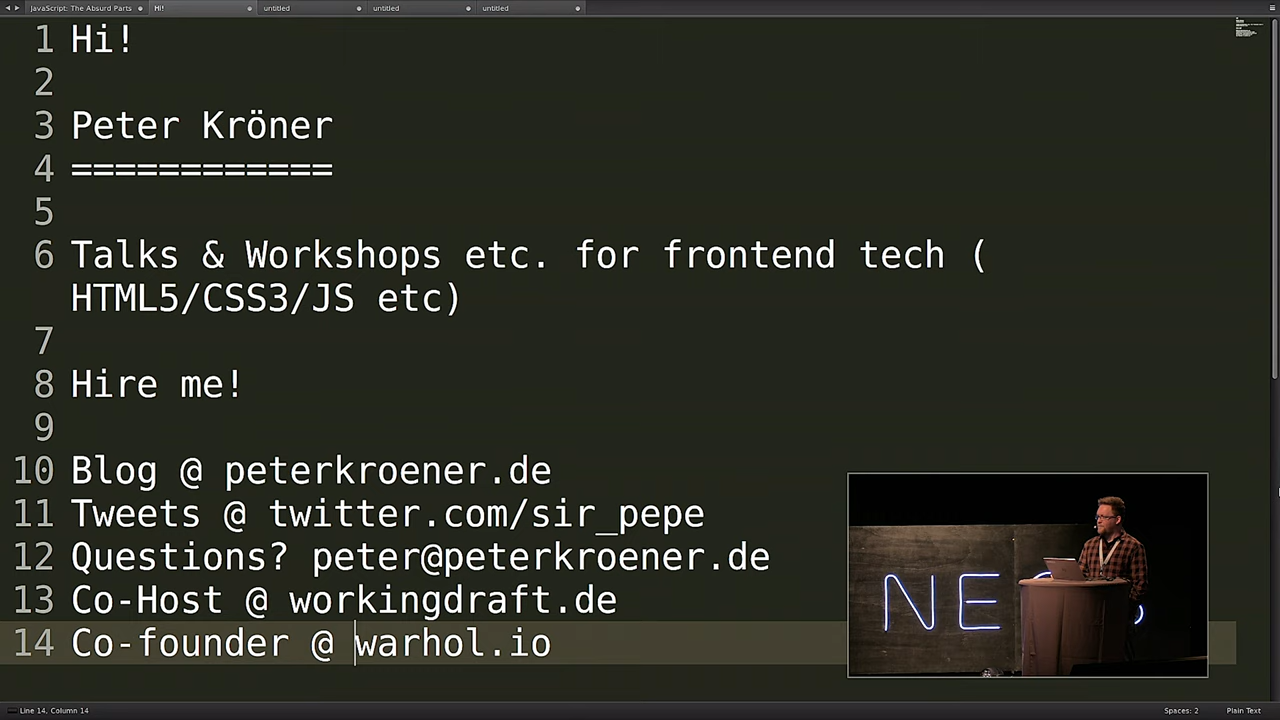 JavaScript: The Absurd Parts
Hi!
untitled
untitled
untitled
1 Hi!
2
3 Peter Kröner
4 ============
5
6 Talks & Workshops etc. for frontend tech (
HTML5/CSS3/JS etc)
7
8 Hire me!
9
10 Blog @ peterkroener.de
11 Tweets @ twitter.com/sir_pepe
12 Questions? peter@peterkroener.de
13 Co-Host @ workingdraft.de
14 Co-founder @ warhol.io
NE
Line 14, Column 14
Spaces: 2
Plain Text